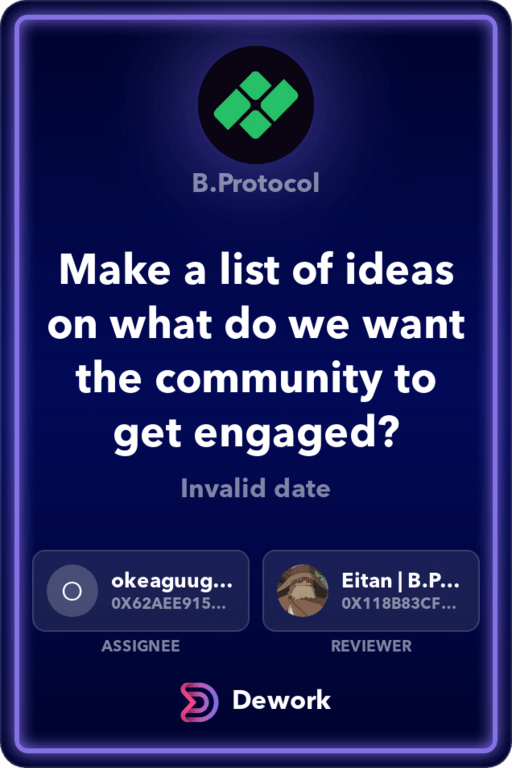 B.Protocol
Make a list of ideas
on what do we want
the community to
get engaged?
Invalid date
O
okeaguug...
0X62AEE915...
Eitan | B.P...
0X118B83CF...
ASSIGNEE
REVIEWER
Dework